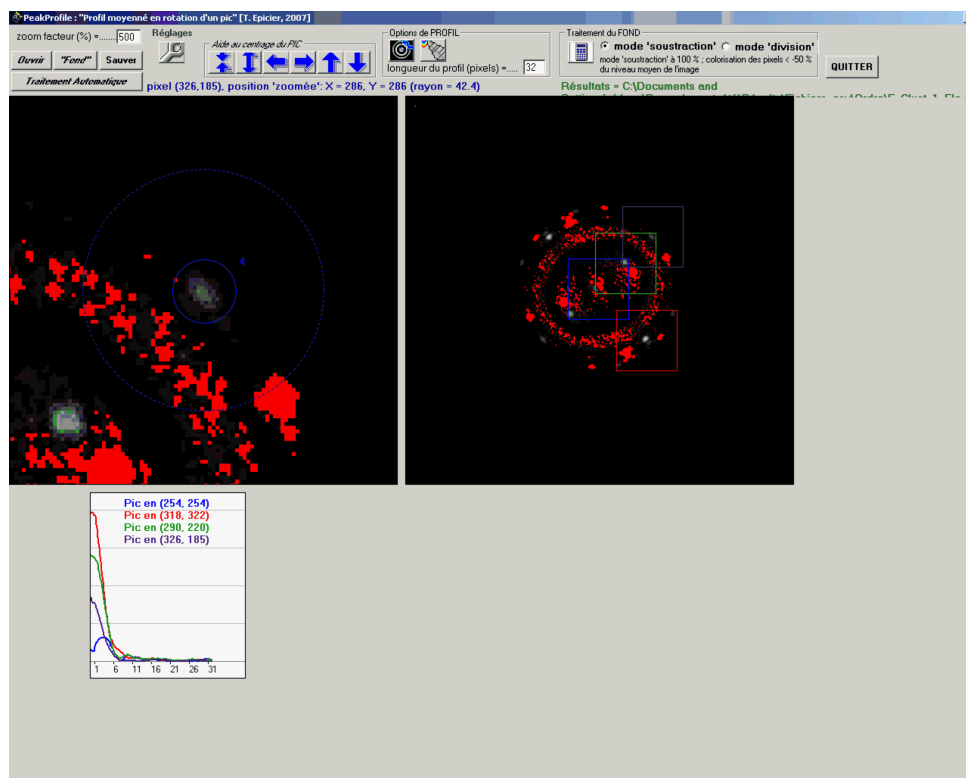 PeakProfile : "Profil moyenné en rotation d'un pic" [T. Epicier, 2007]
zoom facteur (%) =.......500
Réglages
Aide au centrage du PIC
Options de PROFIL
Traitement du FOND
mode 'soustraction' mode 'division'
Ouvrir "Fond" Sauver
mode 'soustraction' à 100 % ; colorisation des pixels < -50 %
du niveau moyen de l'image
QUITTER
longueur du profil (pixels) =..... 32
Traitement Automatique
pixel (326,185), position 'zoomée': X = 286, Y = 286 (rayon = 42.4)
Résultats = C:\Documents and
Pic en (254, 254)
Pic en (318, 322)
Pic en (290, 220)
Pic en (326, 185)
1 6 11 16 21 26 31